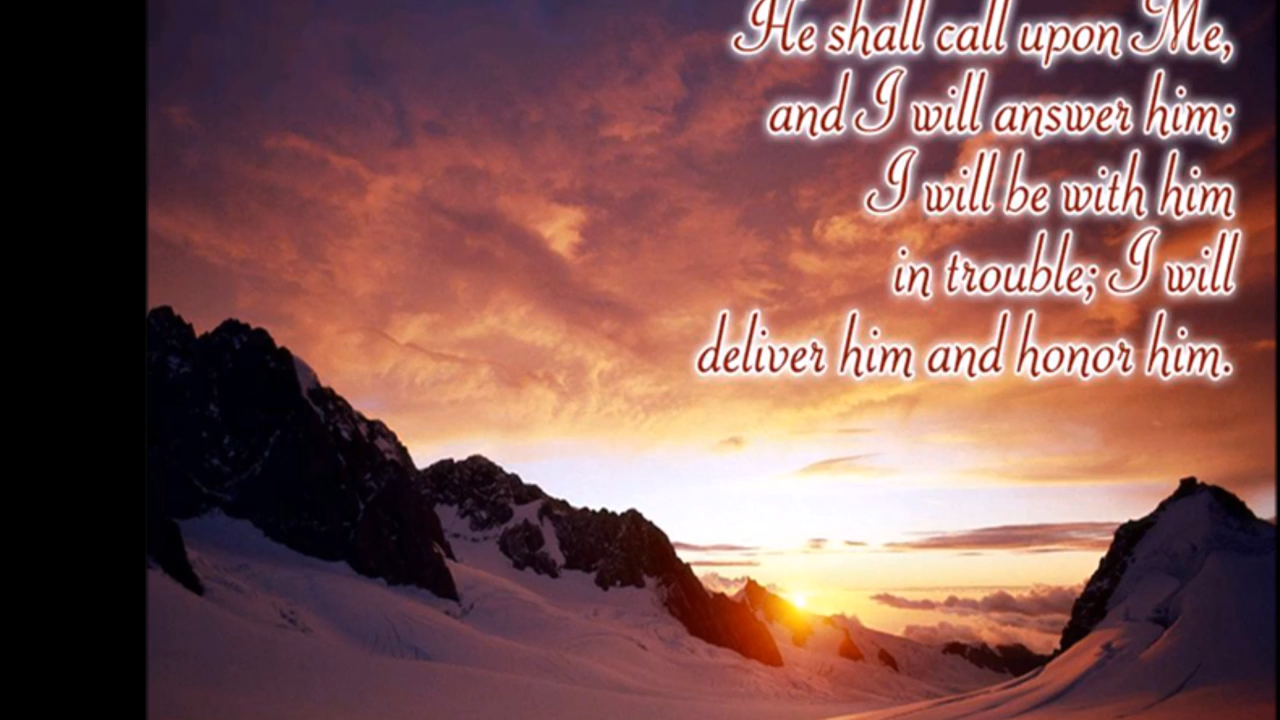 He shall call upon Me,
and I will answer him;
I will be with him
in trouble; I will
deliver him and honor him.